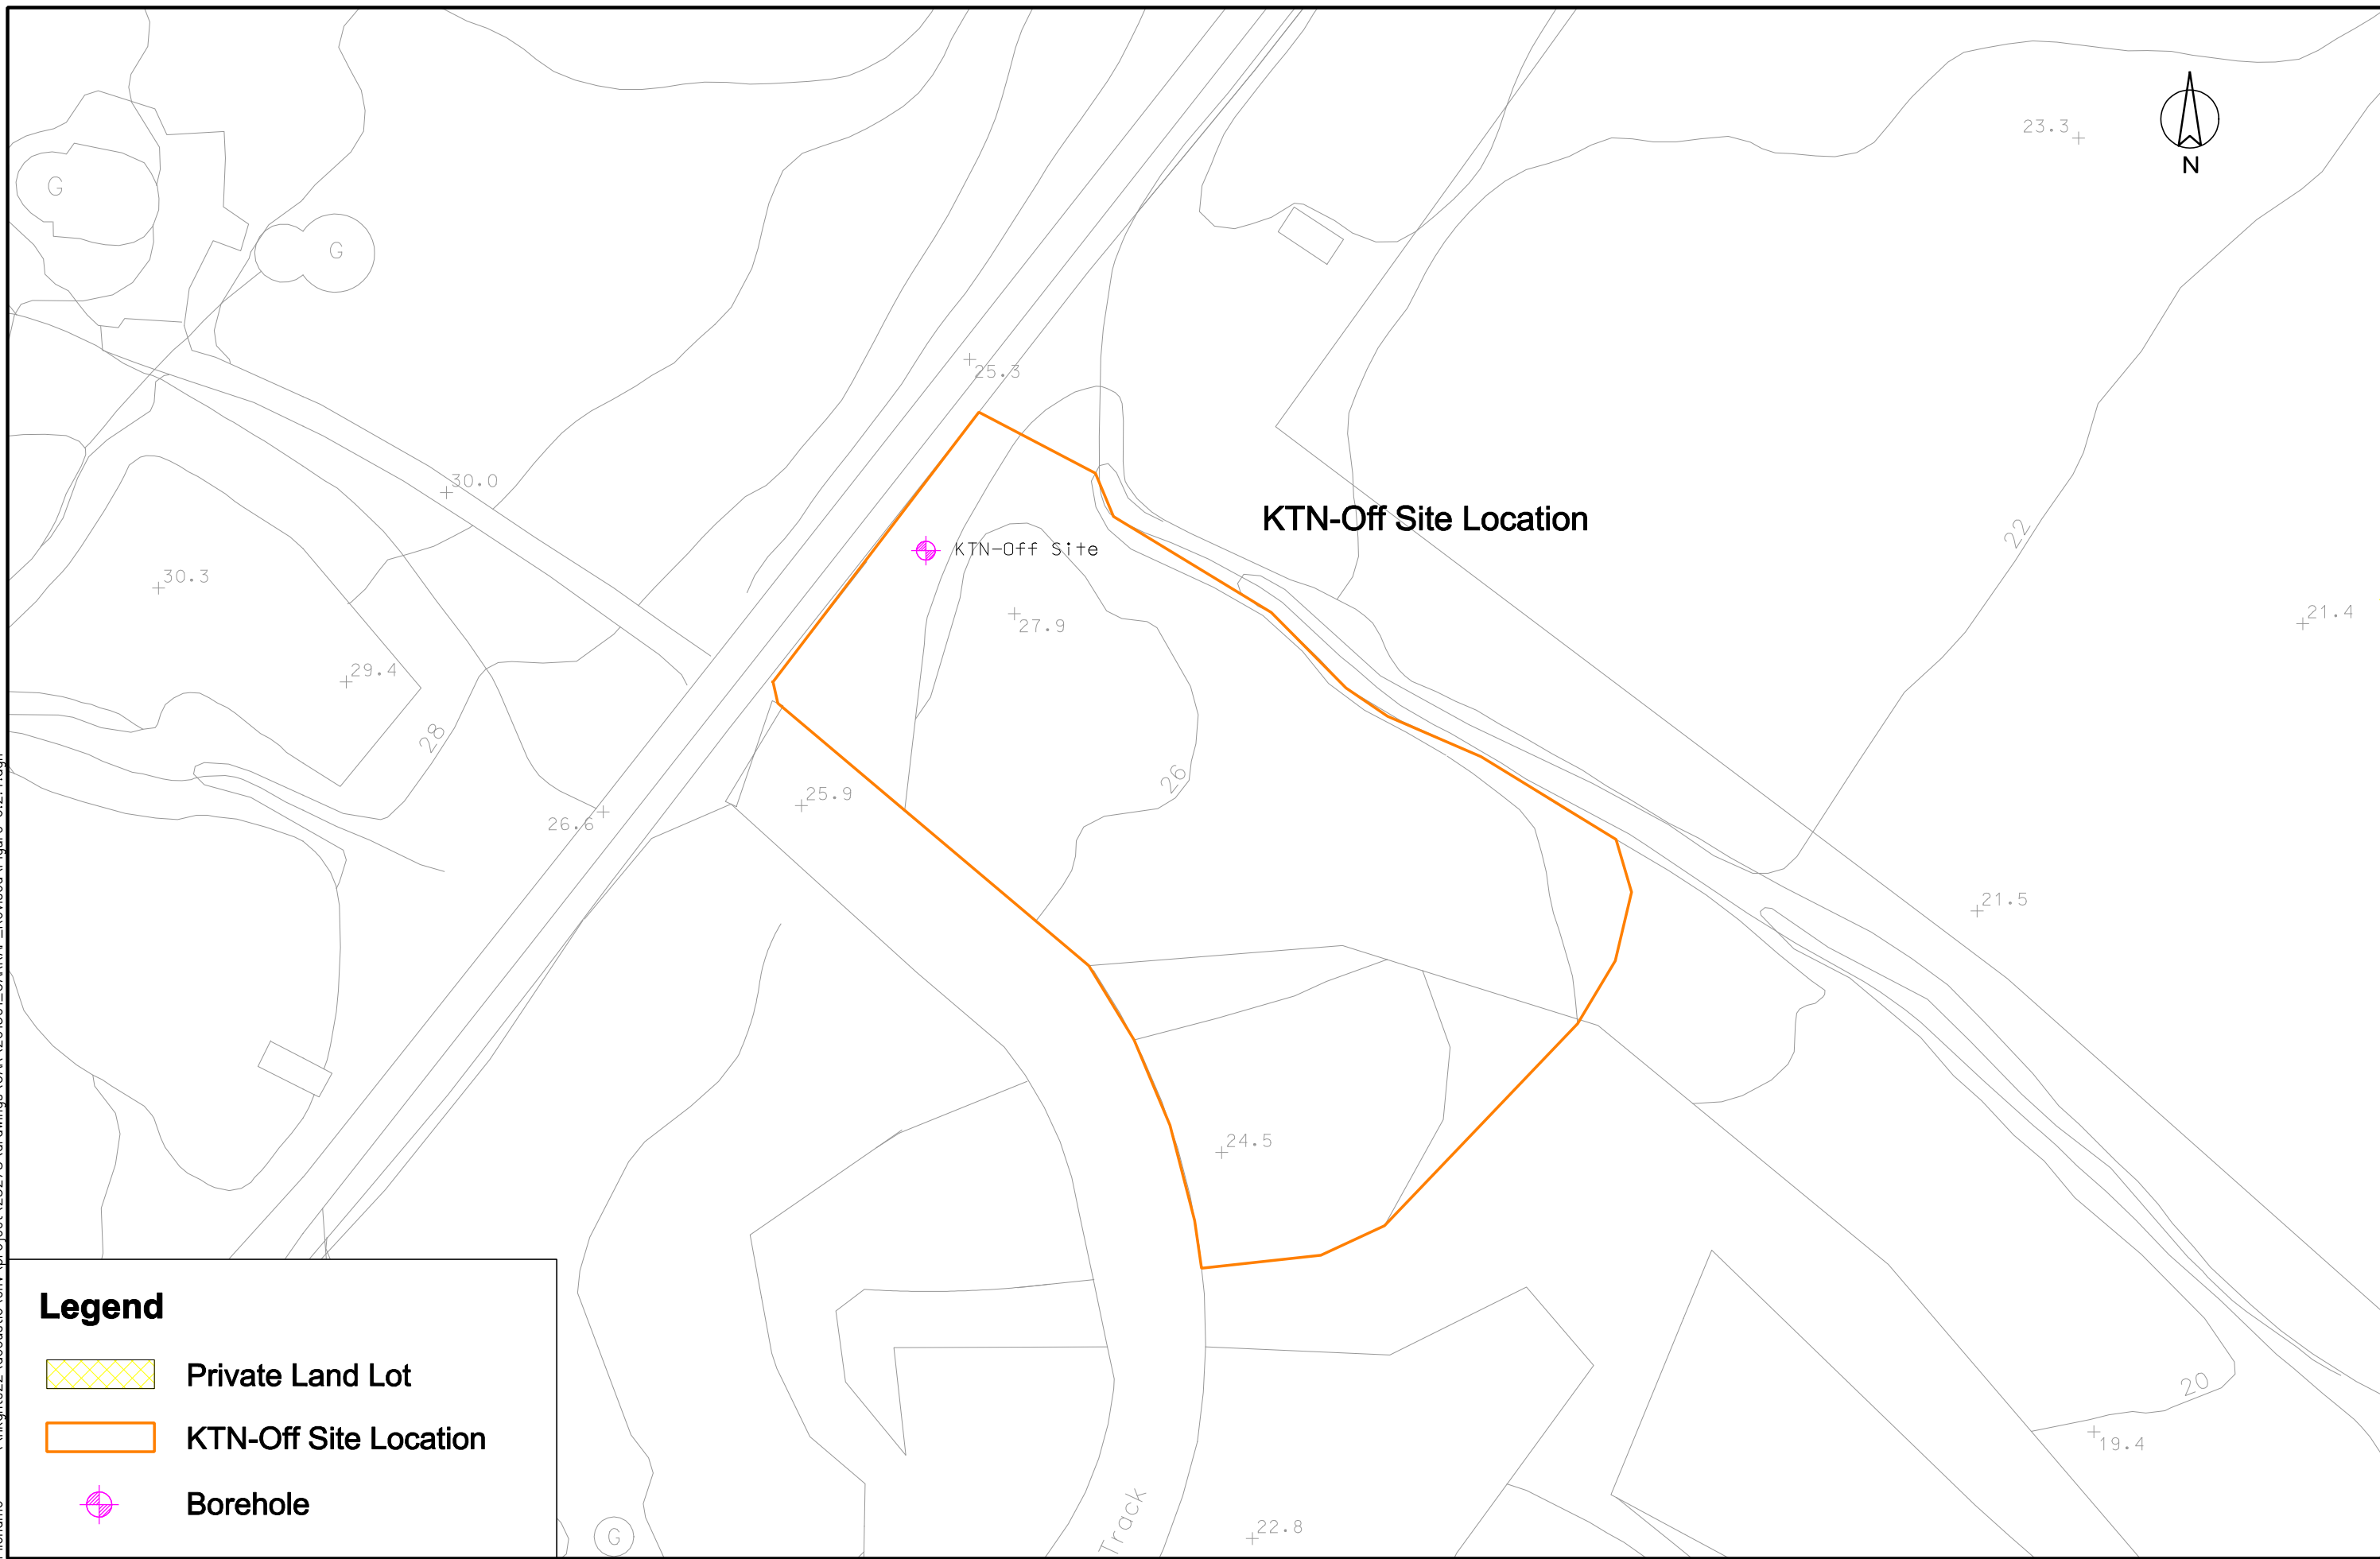 23.3
N
G
G
25.3
30.0
KTN-Off Site Location
KTN-Off Site
22
30.3
27.9
21.4
29.4
28
26
25.9
26.6
21.5
24.5
Legend
Private Land Lot
KTN-Off Site Location
Borehole
20
19.4
Track
22.8
G